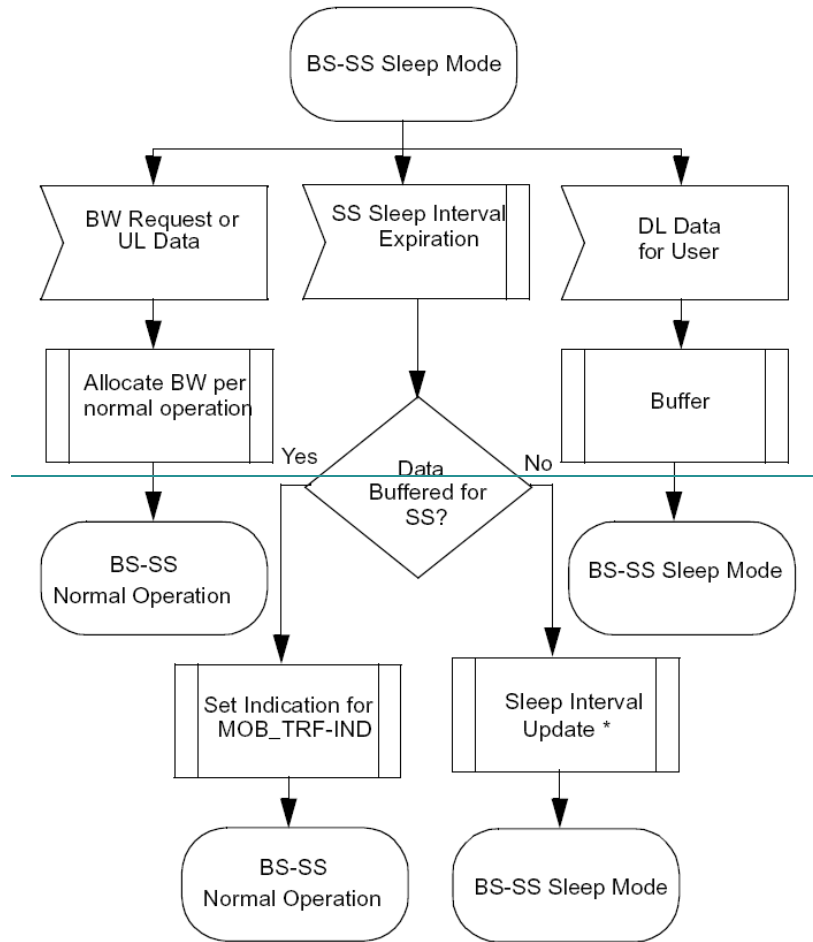 BS-SS Sleep Mode
BW Request or
UL Data
SS Sleep Interval
Expiration
DL Data
for User
Allocate BW per
normal operation
Buffer
Yes
Data
Buffered for
SS?
No
BS-SS
Normal Operation
BS-SS Sleep Mode
Set Indication for
MOB_TRF-IND
Sleep Interval
Update *
BS-SS
Normal Operation
BS-SS Sleep Mode